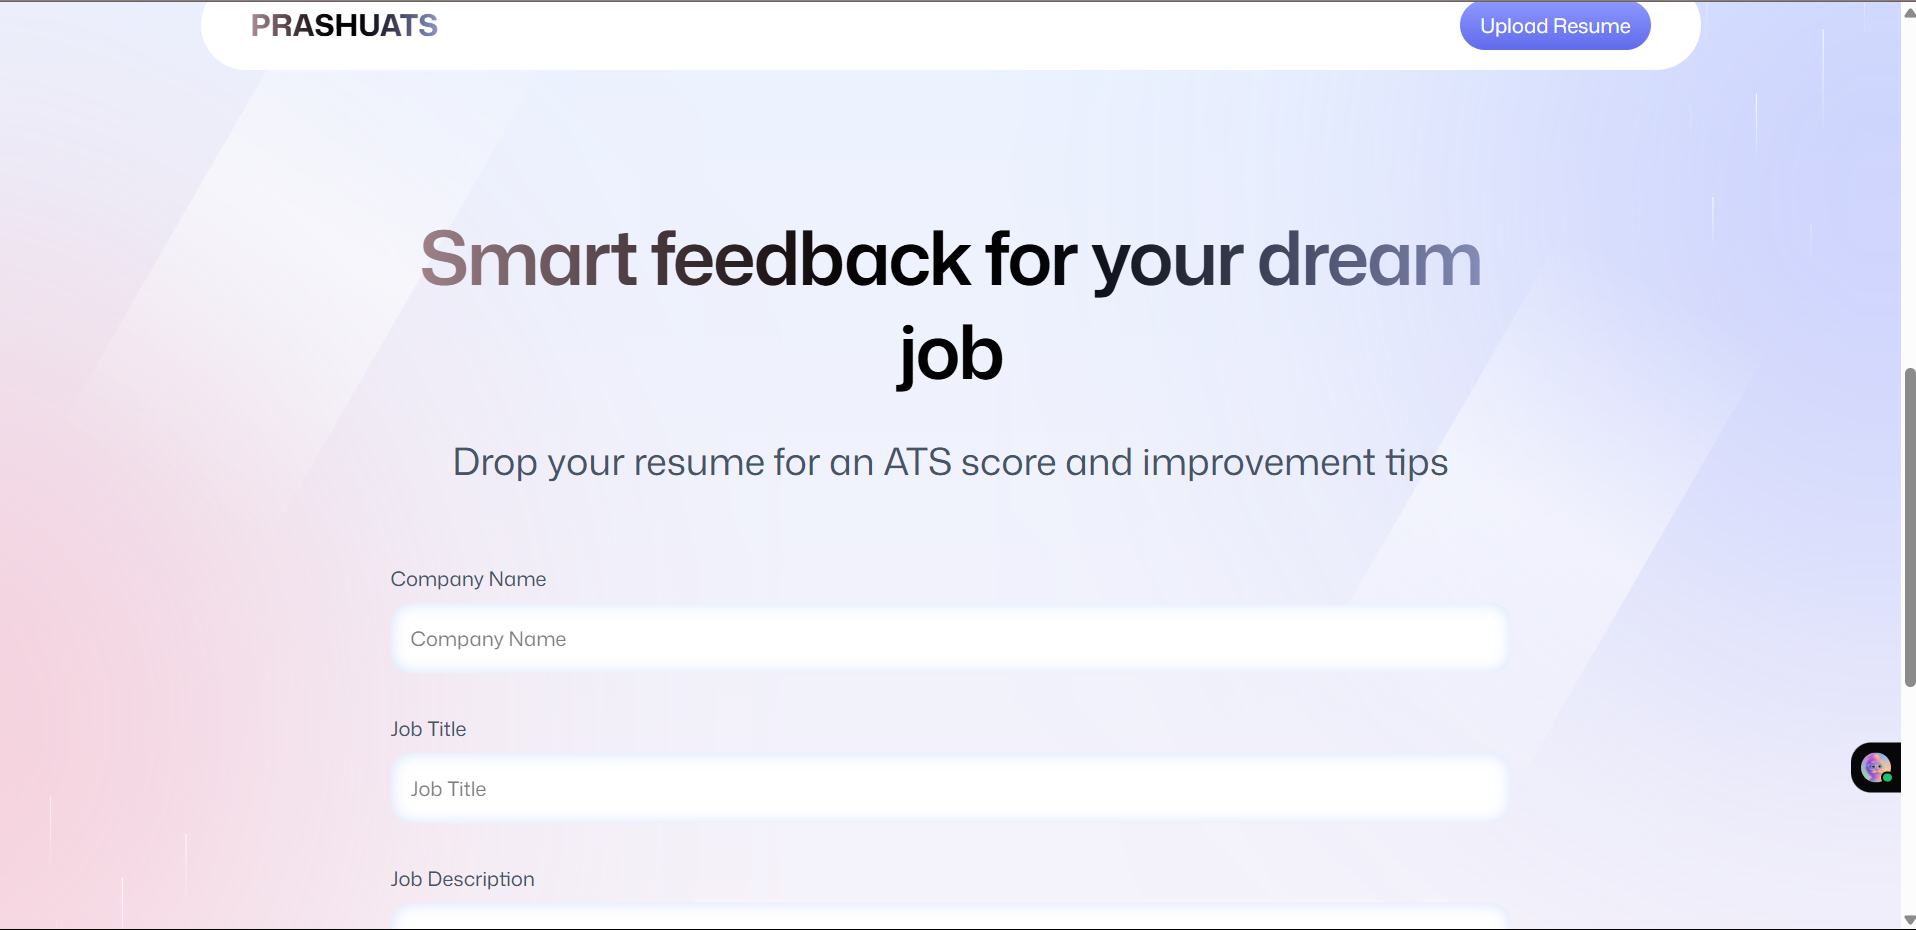 PRASHUATS
Upload Resume
Smart feedback for your dream
job
Drop your resume for an ATS score and improvement tips
Company Name
Company Name
Job Title
Job Title
Job Description